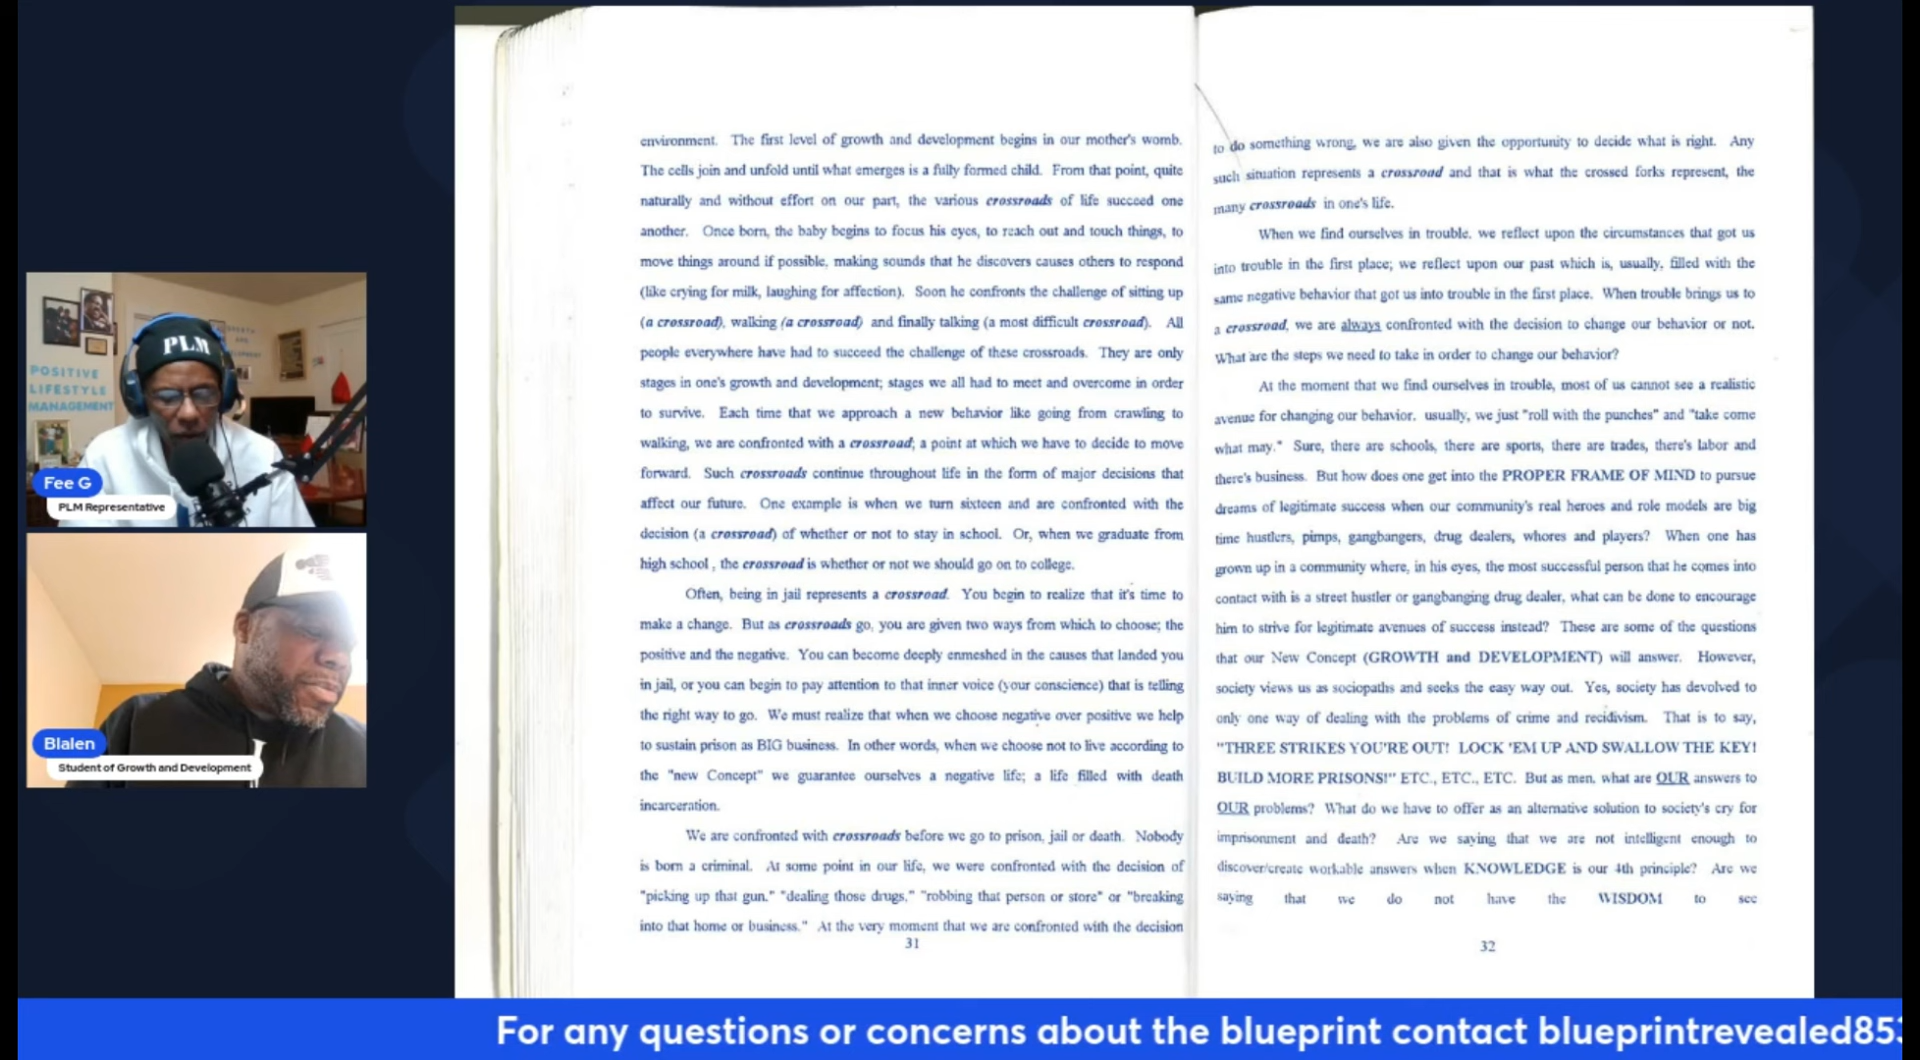 environment. The first level of growth and development begins in our mother's womb.
The cells join and unfold until what emerges is a fully formed child. From that point, quite
naturally and without effort on our part, the various crossroads of life succeed one
another. Once born, the baby begins to focus his eyes, to reach out and touch things, to
move things around if possible, making sounds that he discovers causes others to respond
(like crying for milk, laughing for affection). Soon he confronts the challenge of sitting up
(a crossroad), walking (a crossroad) and finally talking (a most difficult crossroad). All
people everywhere have had to succeed the challenge of these crossroads. They are only
stages in one's growth and development; stages we all had to meet and overcome in order
to survive. Each time that we approach a new behavior like going from crawling to
walking, we are confronted with a crossroad; a point at which we have to decide to move
forward. Such crossroads continue throughout life in the form of major decisions that
affect our future. One example is when we turn sixteen and are confronted with the
decision (a crossroad) of whether or not to stay in school. Or, when we graduate from
high school , the crossroad is whether or not we should go on to college.
Often, being in jail represents a crossroad. You begin to realize that it's time to
make a change. But as crossroads go, you are given two ways from which to choose; the
positive and the negative. You can become deeply enmeshed in the causes that landed you
in jail, or you can begin to pay attention to that inner voice (your conscience) that is telling
the right way to go. We must realize that when we choose negative over positive we help
to sustain prison as BIG business. In other words, when we choose not to live according to
the "new Concept" we guarantee ourselves a negative life; a life filled with death
incarceration.
We are confronted with crossroads before we go to prison, jail or death. Nobody
is born a criminal. At some point in our life, we were confronted with the decision of
"picking up that gun." "dealing those drugs," "robbing that person or store" or "breaking
into that home or business." At the very moment that we are confronted with the decision
31
to do something wrong, we are also given the opportunity to decide what is right. Any
such situation represents a crossroad and that is what the crossed forks represent, the
many crossroads in one's life.
When we find ourselves in trouble. we reflect upon the circumstances that got us
into trouble in the first place; we reflect upon our past which is, usually, filled with the
same negative behavior that got us into trouble in the first place. When trouble brings us to
a crossroad, we are always confronted with the decision to change our behavior or not.
What are the steps we need to take in order to change our behavior?
At the moment that we find ourselves in trouble, most of us cannot see a realistic
avenue for changing our behavior. usually, we just "roll with the punches" and "take come
what may." Sure, there are schools, there are sports, there are trades, there's labor and
there's business. But how does one get into the PROPER FRAME OF MIND to pursue
dreams of legitimate success when our community's real heroes and role models are big
time hustlers, pimps, gangbangers, drug dealers, whores and players? When one has
grown up in a community where, in his eyes, the most successful person that he comes into
contact with is a street hustler or gangbanging drug dealer, what can be done to encourage
him to strive for legitimate avenues of success instead? These are some of the questions
that our New Concept (GROWTH and DEVELOPMENT) will answer. However,
society views us as sociopaths and seeks the easy way out. Yes, society has devolved to
only one way of dealing with the problems of crime and recidivism. That is to say,
"THREE STRIKES YOU'RE OUT! LOCK 'EM UP AND SWALLOW THE KEY!
BUILD MORE PRISONS!" ETC., ETC., ETC. But as men, what are OUR answers to
OUR problems? What do we have to offer as an alternative solution to society's cry for
imprisonment and death? Are we saying that we are not intelligent enough to
discover/create workable answers when KNOWLEDGE is our 4th principle? Are we
saying that we do not have the WISDOM to see
32
PLM
POSITIVE
LIFESTYLE
MANAGEMENT
Fee G
PLM Representative
Blalen
Student of Growth and Development
For any questions or concerns about the blueprint contact blueprintrevealed85